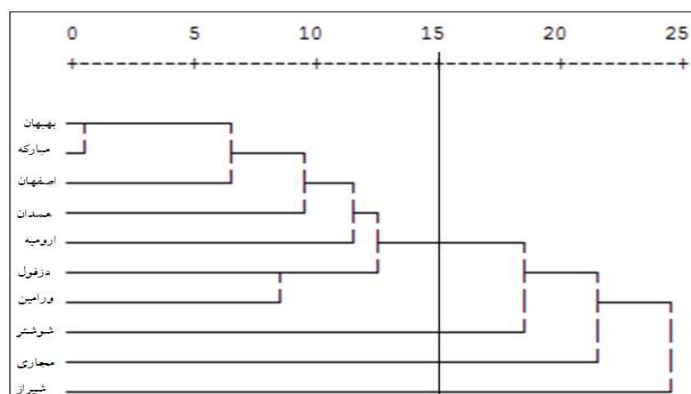 0 5 10 15 20 25
بهبهان
مبارکه
اصفهان
همدان
ارومیه
دزفول
ورامین
شوشتر
مجاری
شیراز